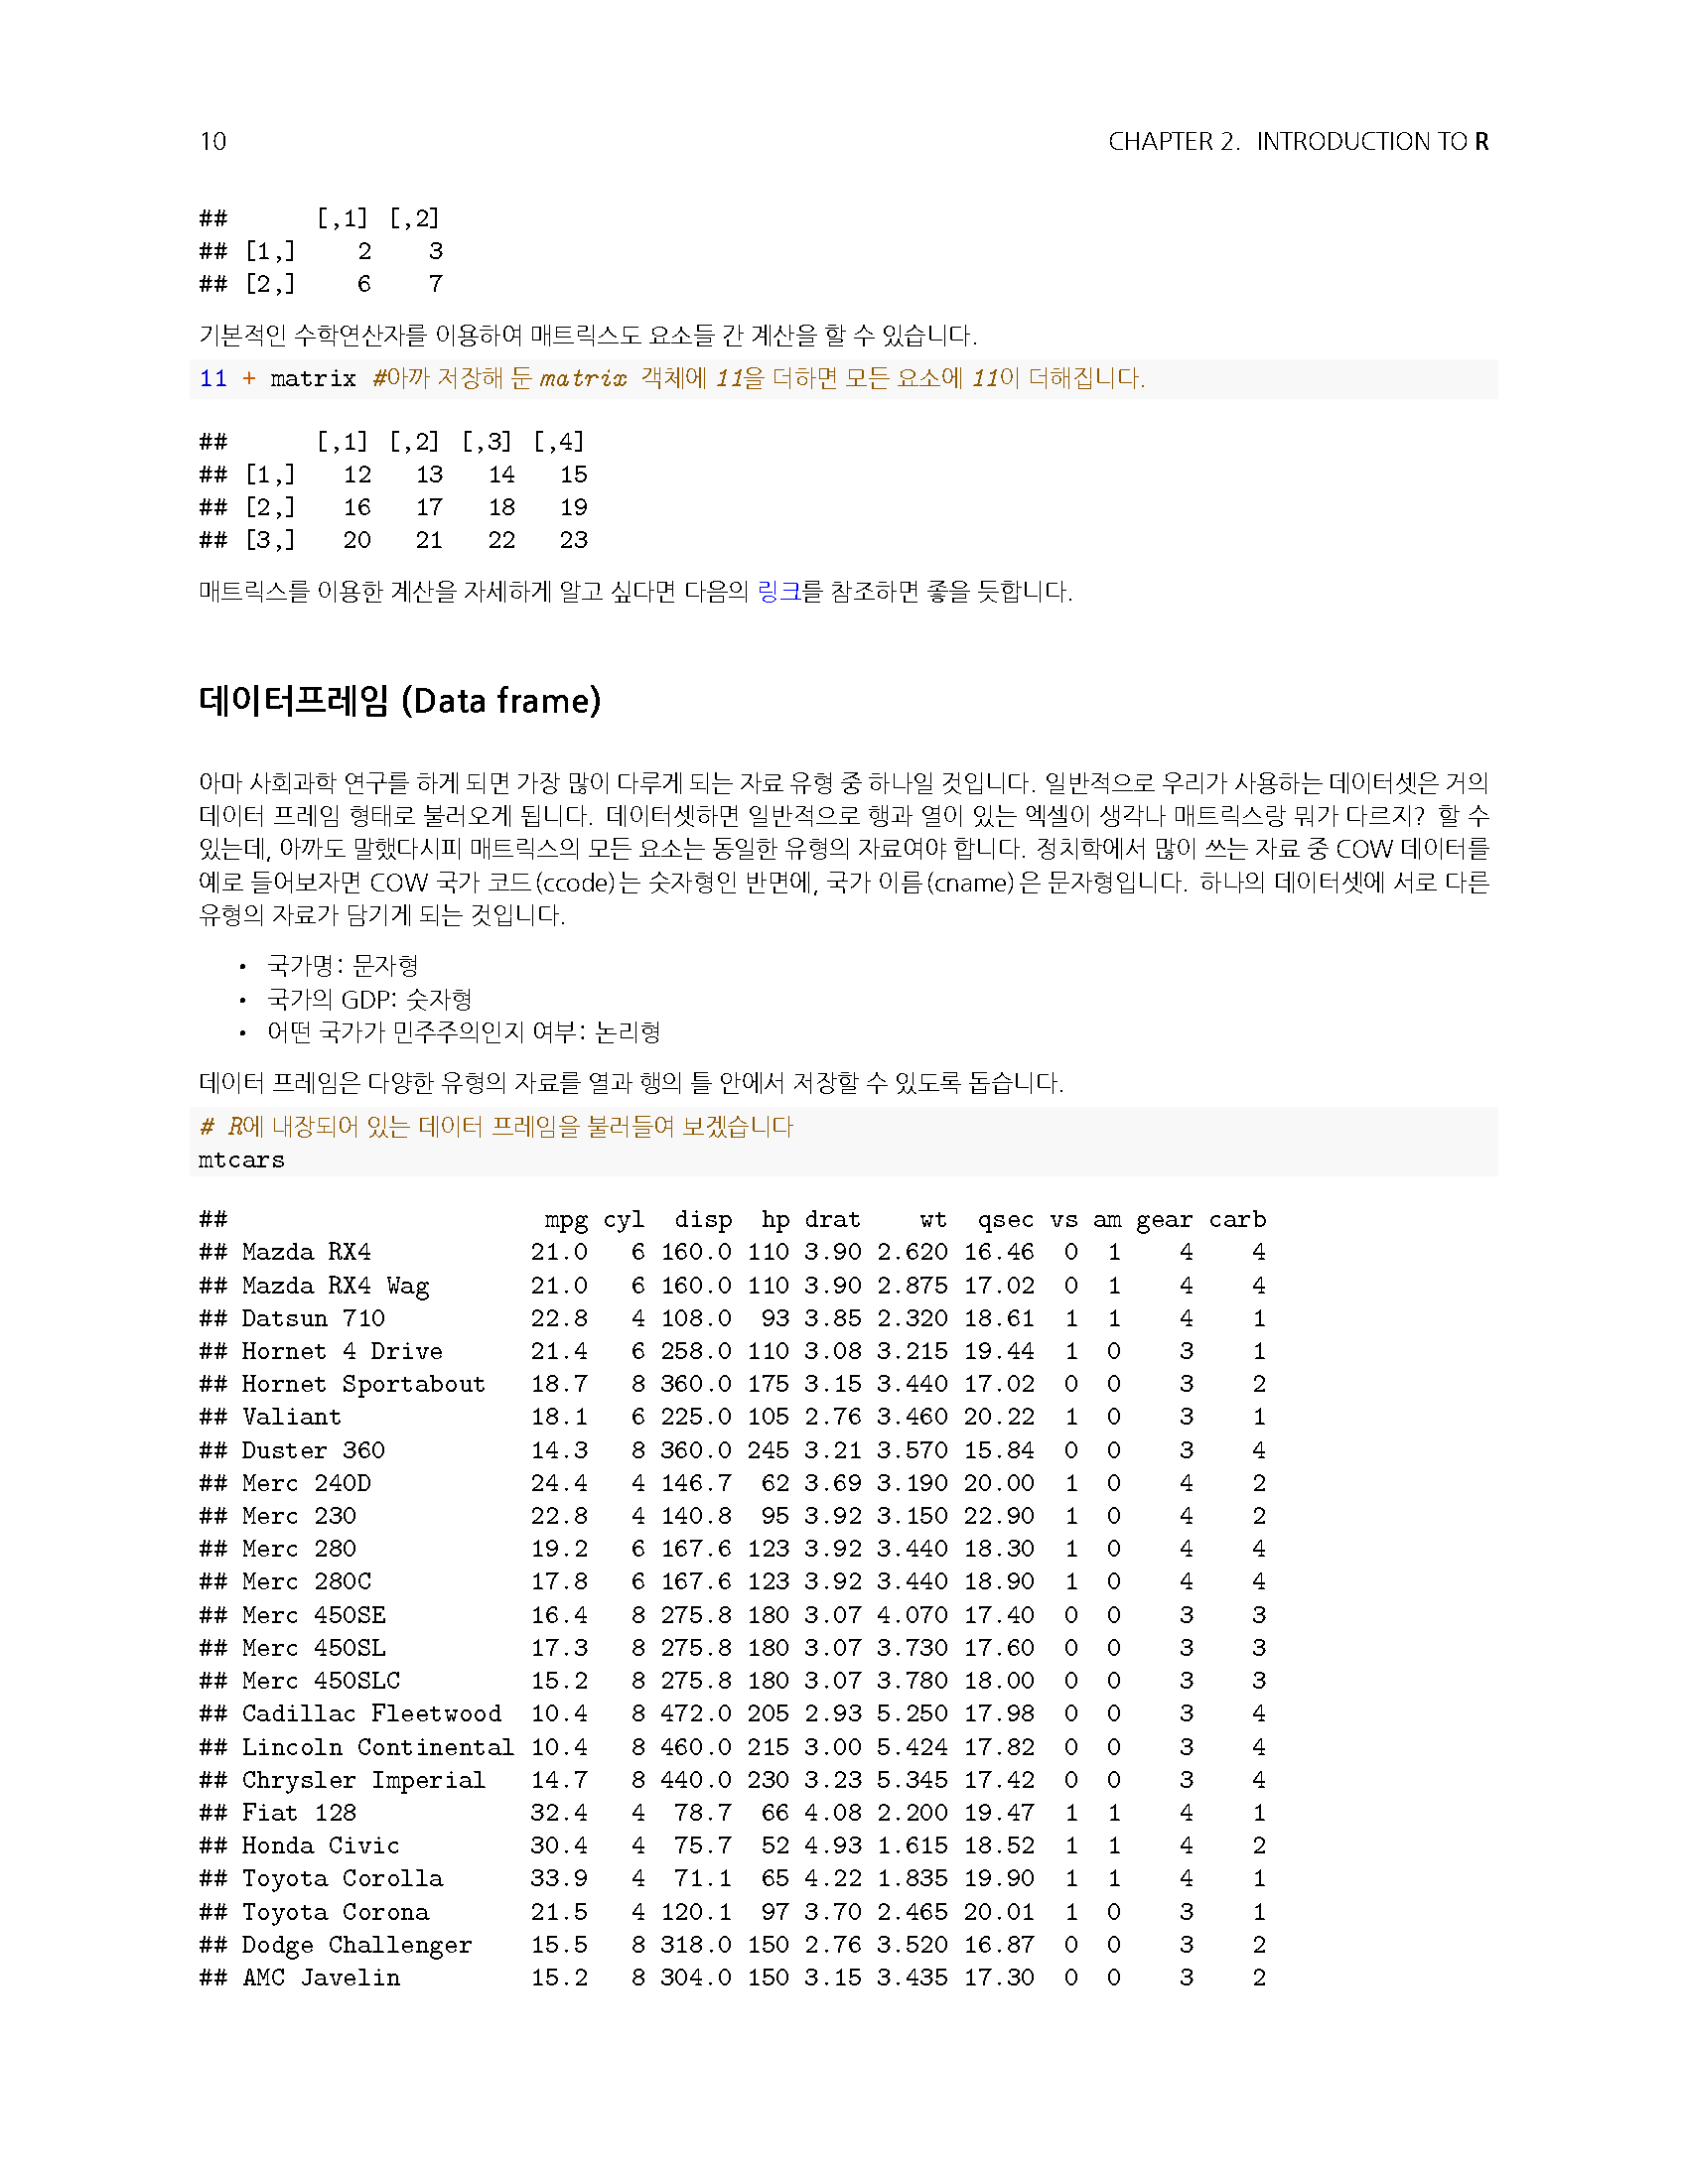 10 CHAPTER 2. INTRODUCTION TO R
##      [,1] [,2]
## [1,]    2    3
## [2,]    6    7
기본적인 수학연산자를 이용하여 매트릭스도 요소들 간 계산을 할 수 있습니다.
11 + matrix #아까 저장해 둔 matrix 객체에 11을 더하면 모든 요소에 11이 더해집니다.
##      [,1] [,2] [,3] [,4]
## [1,]   12   13   14   15
## [2,]   16   17   18   19
## [3,]   20   21   22   23
매트릭스를 이용한 계산을 자세하게 알고 싶다면 다음의 링크를 참조하면 좋을 듯합니다.
데이터프레임 (Data frame)
아마 사회과학 연구를 하게 되면 가장 많이 다루게 되는 자료 유형 중 하나일 것입니다. 일반적으로 우리가 사용하는 데이터셋은 거의
데이터 프레임 형태로 불러오게 됩니다. 데이터셋하면 일반적으로 행과 열이 있는 엑셀이 생각나 매트릭스랑 뭐가 다르지? 할 수
있는데, 아까도 말했다시피 매트릭스의 모든 요소는 동일한 유형의 자료여야 합니다. 정치학에서 많이 쓰는 자료 중 COW 데이터를
예로 들어보자면 COW 국가 코드(ccode)는 숫자형인 반면에, 국가 이름(cname)은 문자형입니다. 하나의 데이터셋에 서로 다른
유형의 자료가 담기게 되는 것입니다.
• 국가명: 문자형
• 국가의 GDP: 숫자형
• 어떤 국가가 민주주의인지 여부: 논리형
데이터 프레임은 다양한 유형의 자료를 열과 행의 틀 안에서 저장할 수 있도록 돕습니다.
# R에 내장되어 있는 데이터 프레임을 불러들여 보겠습니다
mtcars
##                      mpg cyl  disp  hp drat    wt  qsec vs am gear carb
## Mazda RX4           21.0   6 160.0 110 3.90 2.620 16.46  0  1    4    4
## Mazda RX4 Wag       21.0   6 160.0 110 3.90 2.875 17.02  0  1    4    4
## Datsun 710          22.8   4 108.0  93 3.85 2.320 18.61  1  1    4    1
## Hornet 4 Drive      21.4   6 258.0 110 3.08 3.215 19.44  1  0    3    1
## Hornet Sportabout   18.7   8 360.0 175 3.15 3.440 17.02  0  0    3    2
## Valiant             18.1   6 225.0 105 2.76 3.460 20.22  1  0    3    1
## Duster 360          14.3   8 360.0 245 3.21 3.570 15.84  0  0    3    4
## Merc 240D           24.4   4 146.7  62 3.69 3.190 20.00  1  0    4    2
## Merc 230            22.8   4 140.8  95 3.92 3.150 22.90  1  0    4    2
## Merc 280            19.2   6 167.6 123 3.92 3.440 18.30  1  0    4    4
## Merc 280C           17.8   6 167.6 123 3.92 3.440 18.90  1  0    4    4
## Merc 450SE          16.4   8 275.8 180 3.07 4.070 17.40  0  0    3    3
## Merc 450SL          17.3   8 275.8 180 3.07 3.730 17.60  0  0    3    3
## Merc 450SLC         15.2   8 275.8 180 3.07 3.780 18.00  0  0    3    3
## Cadillac Fleetwood  10.4   8 472.0 205 2.93 5.250 17.98  0  0    3    4
## Lincoln Continental 10.4   8 460.0 215 3.00 5.424 17.82  0  0    3    4
## Chrysler Imperial   14.7   8 440.0 230 3.23 5.345 17.42  0  0    3    4
## Fiat 128            32.4   4  78.7  66 4.08 2.200 19.47  1  1    4    1
## Honda Civic         30.4   4  75.7  52 4.93 1.615 18.52  1  1    4    2
## Toyota Corolla      33.9   4  71.1  65 4.22 1.835 19.90  1  1    4    1
## Toyota Corona       21.5   4 120.1  97 3.70 2.465 20.01  1  0    3    1
## Dodge Challenger    15.5   8 318.0 150 2.76 3.520 16.87  0  0    3    2
## AMC Javelin         15.2   8 304.0 150 3.15 3.435 17.30  0  0    3    2